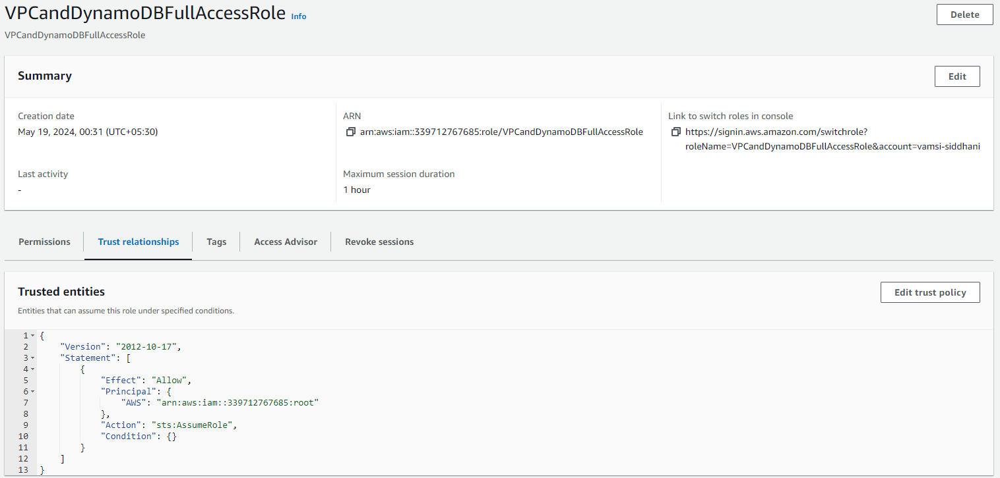 VPCandDynamoDBFullAccessRole Info
Delete
VPCandDynamoDBFullAccessRole
Summary
Edit
Creation date
May 19, 2024, 00:31 (UTC+05:30)
ARN
arn:aws:iam::339712767685:role/VPCandDynamoDBFullAccessRole
Link to switch roles in console
https://signin.aws.amazon.com/switchrole?
roleName=VPCandDynamoDBFullAccessRole&account=vamsi-siddhani
Last activity
-
Maximum session duration
1 hour
Permissions
Trust relationships
Tags
Access Advisor
Revoke sessions
Trusted entities
Edit trust policy
Entities that can assume this role under specified conditions.
1 {
2 "Version": "2012-10-17",
3 "Statement": [
4 {
5 "Effect": "Allow",
6 "Principal": {
7 "AWS": "arn:aws:iam::339712767685:root"
8 },
9 "Action": "sts:AssumeRole",
10 "Condition": {}
11 }
12 ]
13 }